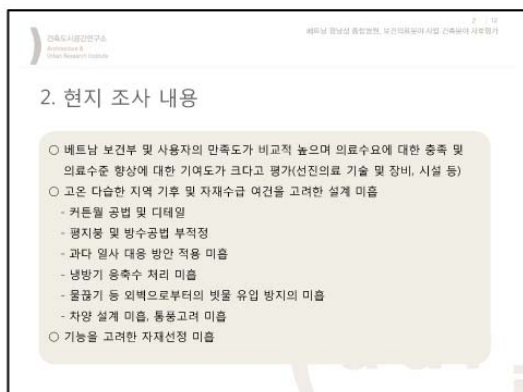 건축도시공간연구소
Architecture &
Urban Research Institute
2 | 12
베트남 꽝남성 종합병원, 보건의료분야 사업 건축분야 사후평가
2. 현지 조사 내용
○ 베트남 보건부 및 사용자의 만족도가 비교적 높으며 의료수요에 대한 충족 및
의료수준 향상에 대한 기여도가 크다고 평가(선진의료 기술 및 장비, 시설 등)
○ 고온 다습한 지역 기후 및 자재수급 여건을 고려한 설계 미흡
- 커튼월 공법 및 디테일
- 평지붕 및 방수공법 부적정
- 과다 일사 대응 방안 적용 미흡
- 냉방기 응축수 처리 미흡
- 물끊기 등 외벽으로부터의 빗물 유입 방지의 미흡
- 차양 설계 미흡, 통풍고려 미흡
○ 기능을 고려한 자재선정 미흡